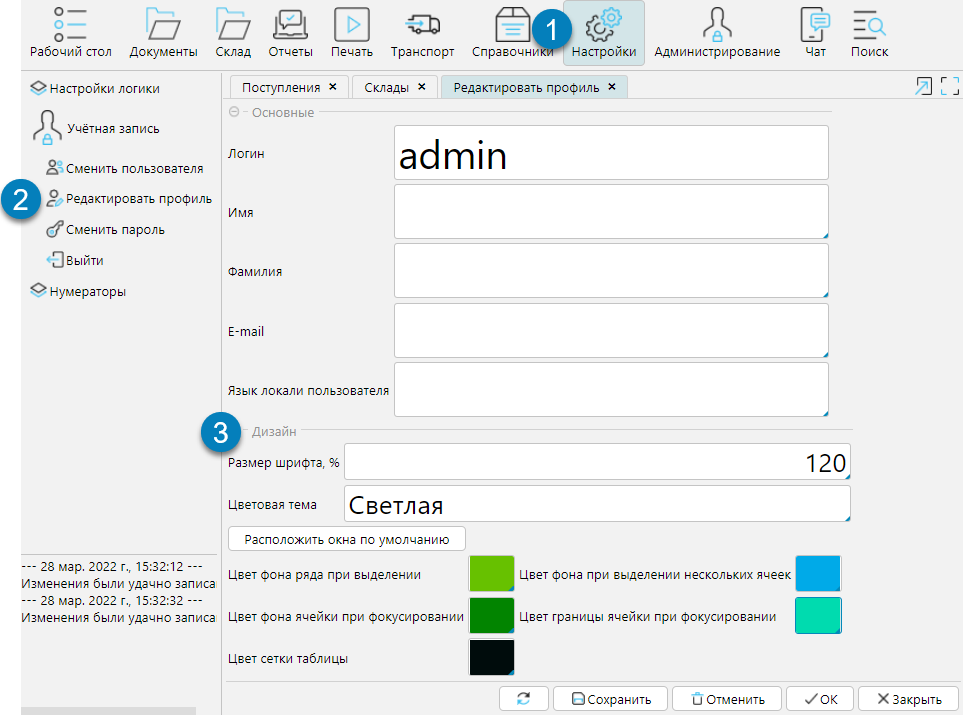 Рабочий стол
Документы
Склад
Отчеты
Печать
Транспорт
Справочники
1
Настройки
Администрирование
Чат
Поиск
Настройки логики
Учётная запись
Сменить пользователя
2
Редактировать профиль
Сменить пароль
Выйти
Нумераторы
Поступления ×
Склады ×
Редактировать профиль ×
Основные
Логин
admin
Имя
Фамилия
E-mail
Язык локали пользователя
3
Дизайн
Размер шрифта, %
120
Цветовая тема
Светлая
Расположить окна по умолчанию
Цвет фона ряда при выделении
Цвет фона при выделении нескольких ячеек
Цвет фона ячейки при фокусировании
Цвет границы ячейки при фокусировании
Цвет сетки таблицы
--- 28 мар. 2022 г., 15:32:12 ---
Изменения были удачно записа
--- 28 мар. 2022 г., 15:32:32 ---
Изменения были удачно записа
Сохранить
Отменить
OK
Закрыть